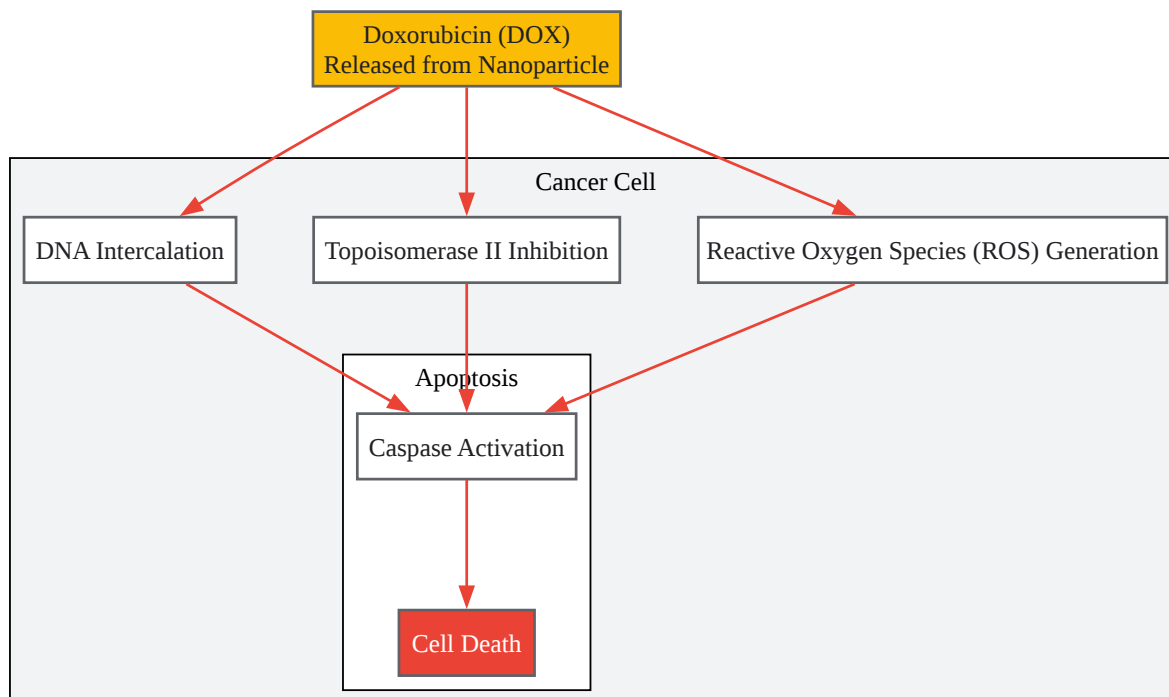 Doxorubicin (DOX)
Released from Nanoparticle
Cancer Cell
DNA Intercalation
Topoisomerase II Inhibition
Reactive Oxygen Species (ROS) Generation
Apoptosis
Caspase Activation
Cell Death